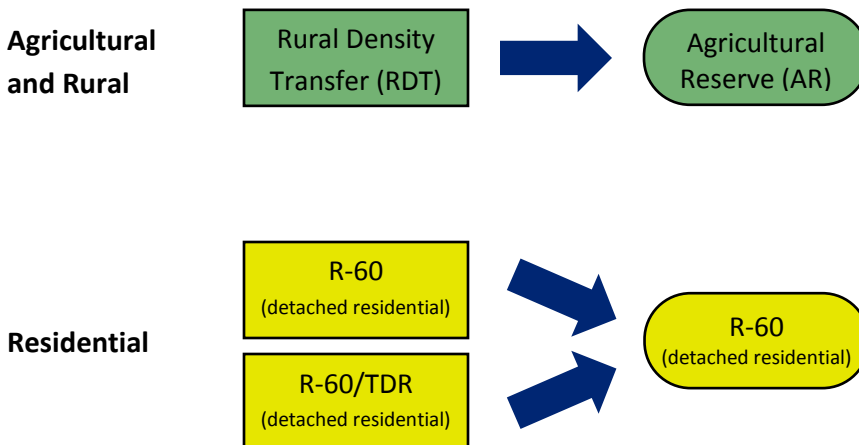 Agricultural
and Rural
Rural Density
Transfer (RDT)
Agricultural
Reserve (AR)
Residential
R-60
(detached residential)
R-60/TDR
(detached residential)
R-60
(detached residential)